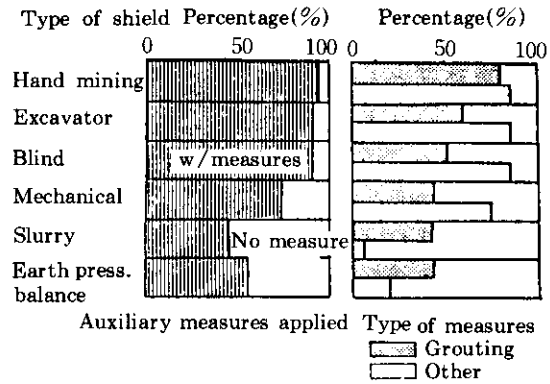 Type of shield Percentage(%) Percentage(%)
0 50 100 0 50 100
Hand mining
Excavator
Blind
w/measures
Mechanical
Slurry
No measure
Earth press.
balance
Auxiliary measures applied Type of measures
Grouting
Other